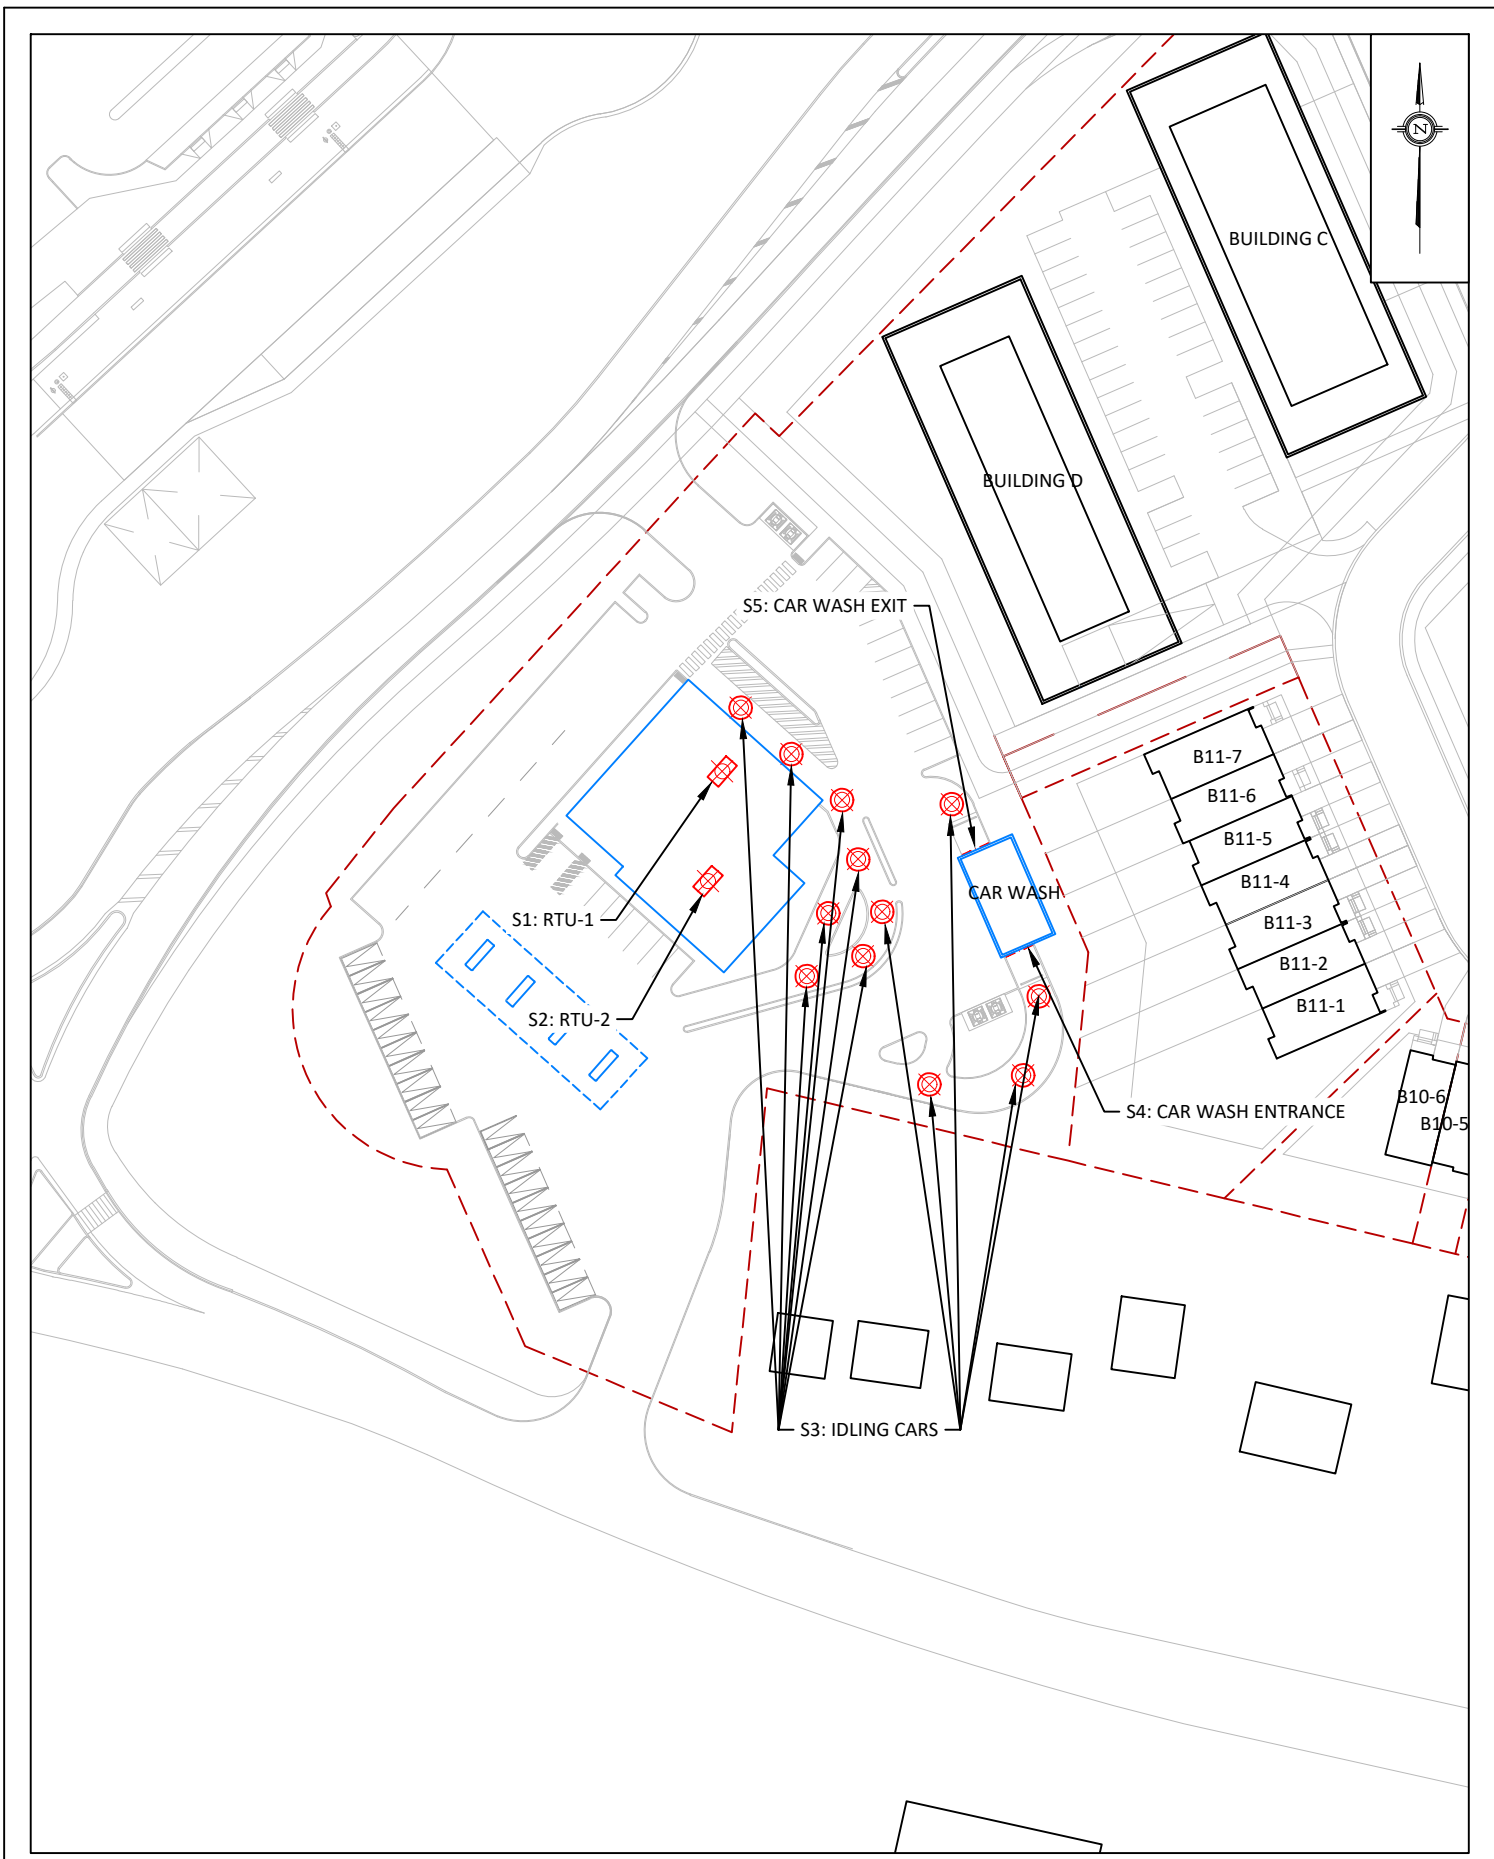 N
BUILDING C
BUILDING D
S5: CAR WASH EXIT
B11-7
B11-6
B11-5
B11-4
B11-3
B11-2
B11-1
CAR WASH
S1: RTU-1
S2: RTU-2
B10-6
B10-5
S4: CAR WASH ENTRANCE
S3: IDLING CARS